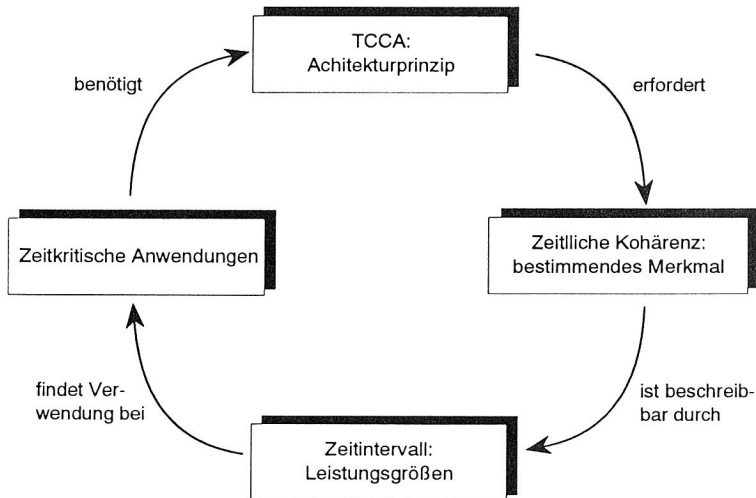 TCCA:
Achitekturprinzip
benötigt
erfordert
Zeitkritische Anwendungen
Zeitlliche Kohärenz:
bestimmendes Merkmal
findet Ver-
wendung bei
ist beschreib-
bar durch
Zeitintervall:
Leistungsgrößen